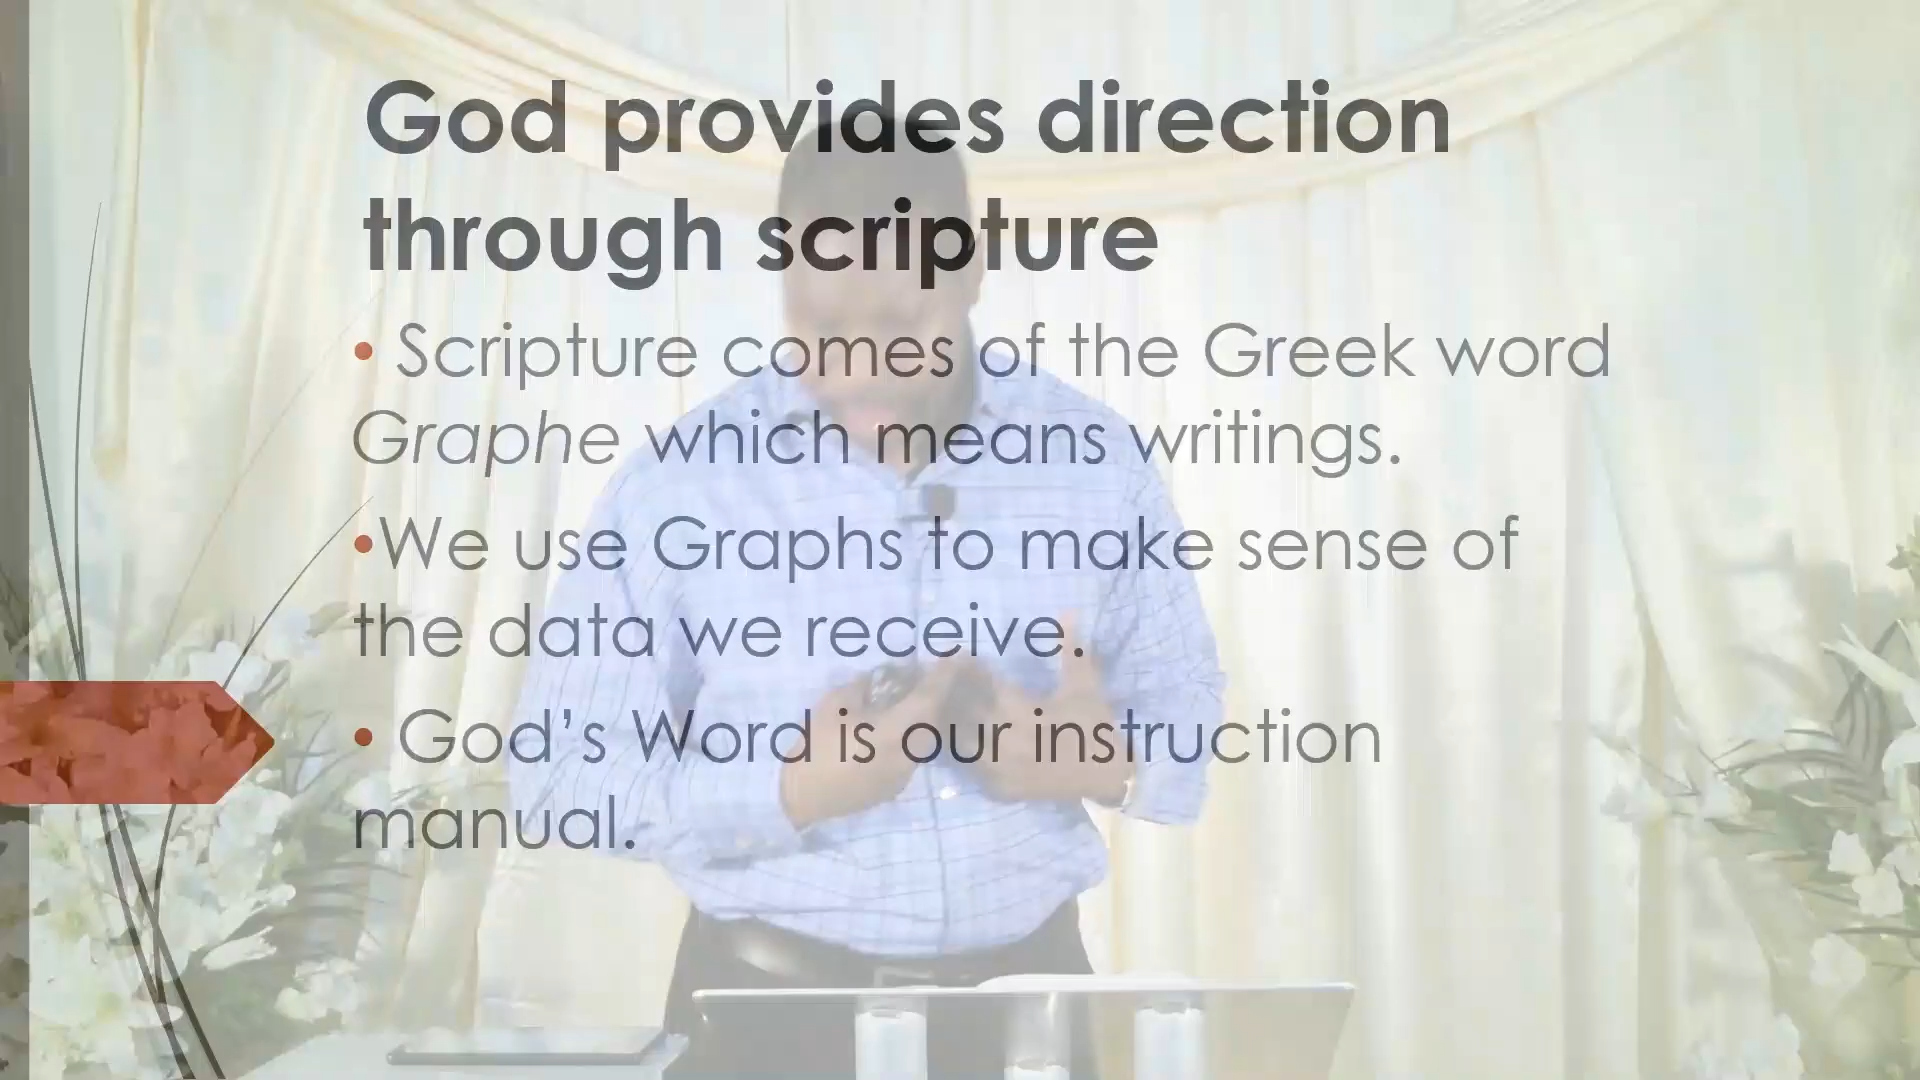 God provides direction
through scripture
• Scripture comes of the Greek word
Graphe which means writings.
•We use Graphs to make sense of
the data we receive.
• God’s Word is our instruction
manual.